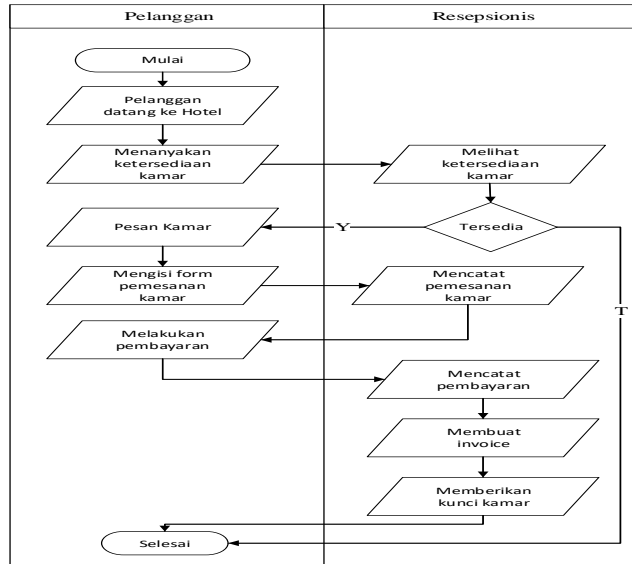 Pelanggan
Resepsionis
Mulai
Pelanggan
datang ke Hotel
Menanyakan
ketersediaan
kamar
Melihat
ketersediaan
kamar
Tersedia
Y
T
Pesan Kamar
Mengisi form
pemesanan
kamar
Mencatat
pemesanan
kamar
Melakukan
pembayaran
Mencatat
pembayaran
Membuat
invoice
Memberikan
kunci kamar
Selesai